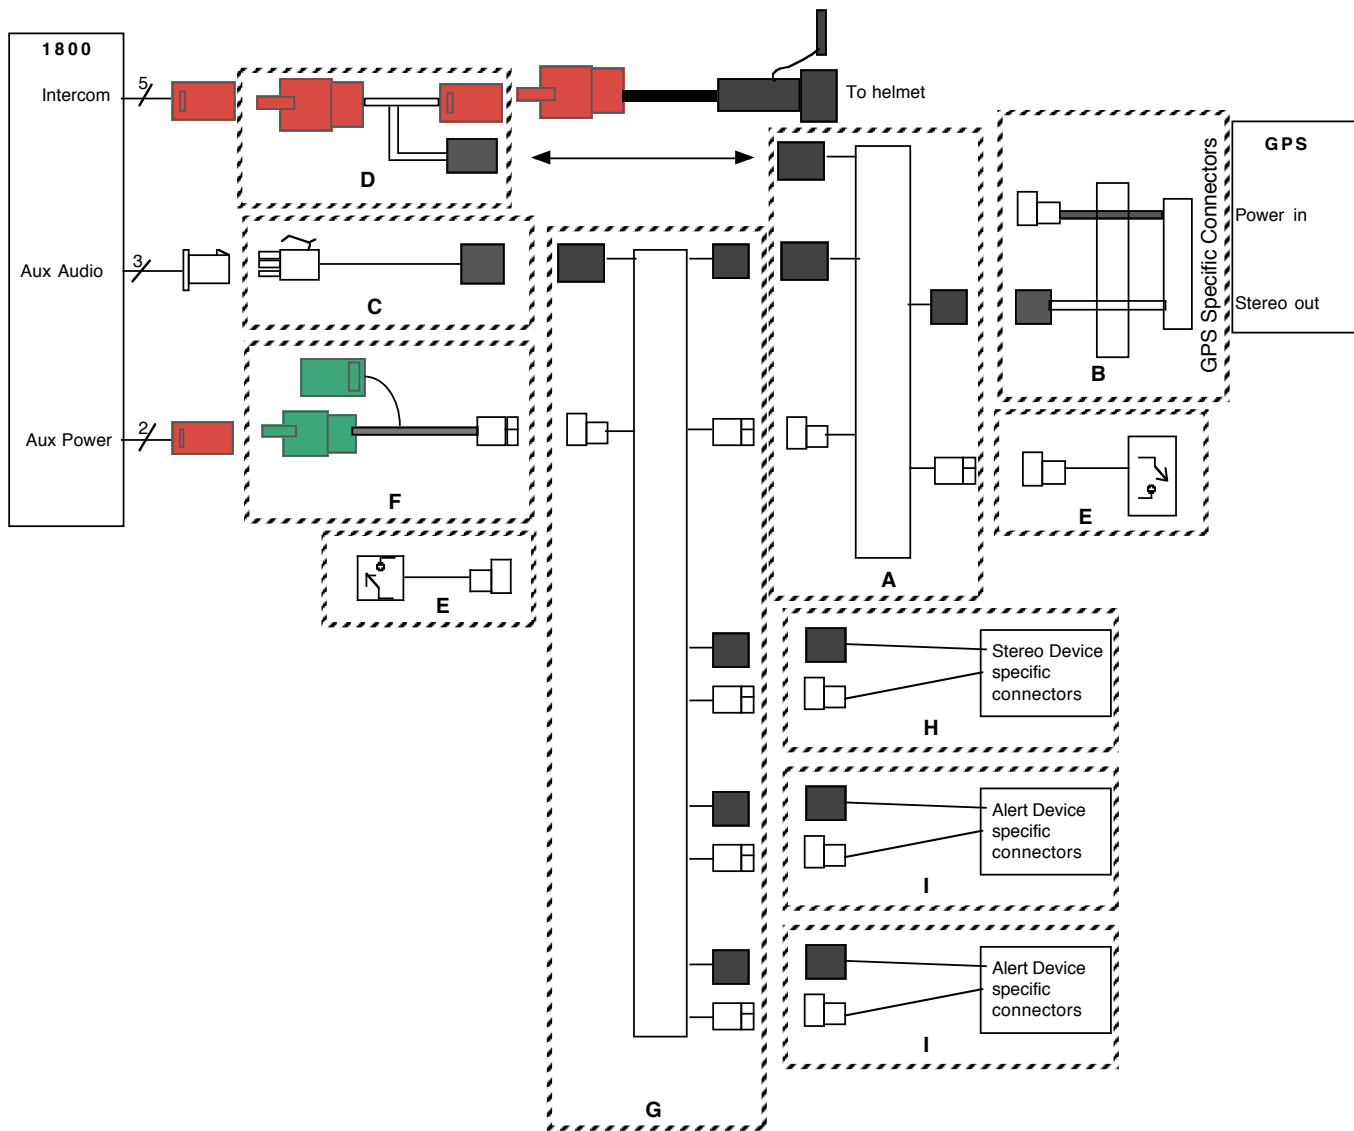 1800
Intercom
5
D
To helmet
GPS
Power in
Stereo out
GPS Specific Connectors
B
Aux Audio
3
C
Aux Power
2
F
E
E
A
Stereo Device
specific
connectors
H
Alert Device
specific
connectors
I
Alert Device
specific
connectors
I
G